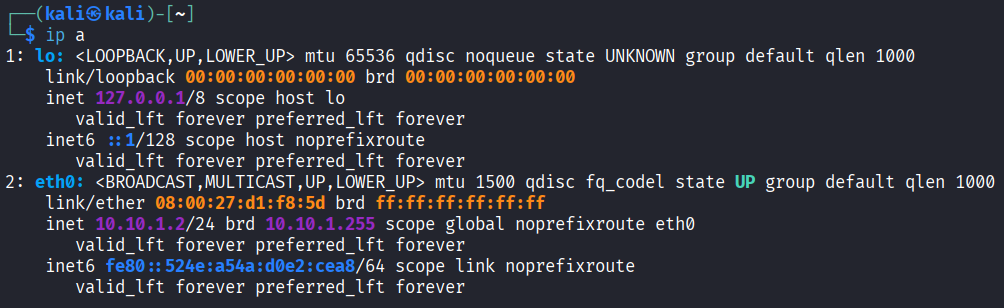 ┌──(kali㉿kali)-[~]
└─$ ip a
1: lo: <LOOPBACK,UP,LOWER_UP> mtu 65536 qdisc noqueue state UNKNOWN group default qlen 1000
    link/loopback 00:00:00:00:00:00 brd 00:00:00:00:00:00
    inet 127.0.0.1/8 scope host lo
       valid_lft forever preferred_lft forever
    inet6 ::1/128 scope host noprefixroute
       valid_lft forever preferred_lft forever
2: eth0: <BROADCAST,MULTICAST,UP,LOWER_UP> mtu 1500 qdisc fq_codel state UP group default qlen 1000
    link/ether 08:00:27:d1:f8:5d brd ff:ff:ff:ff:ff:ff
    inet 10.10.1.2/24 brd 10.10.1.255 scope global noprefixroute eth0
       valid_lft forever preferred_lft forever
    inet6 fe80::524e:a54a:d0e2:cea8/64 scope link noprefixroute
       valid_lft forever preferred_lft forever